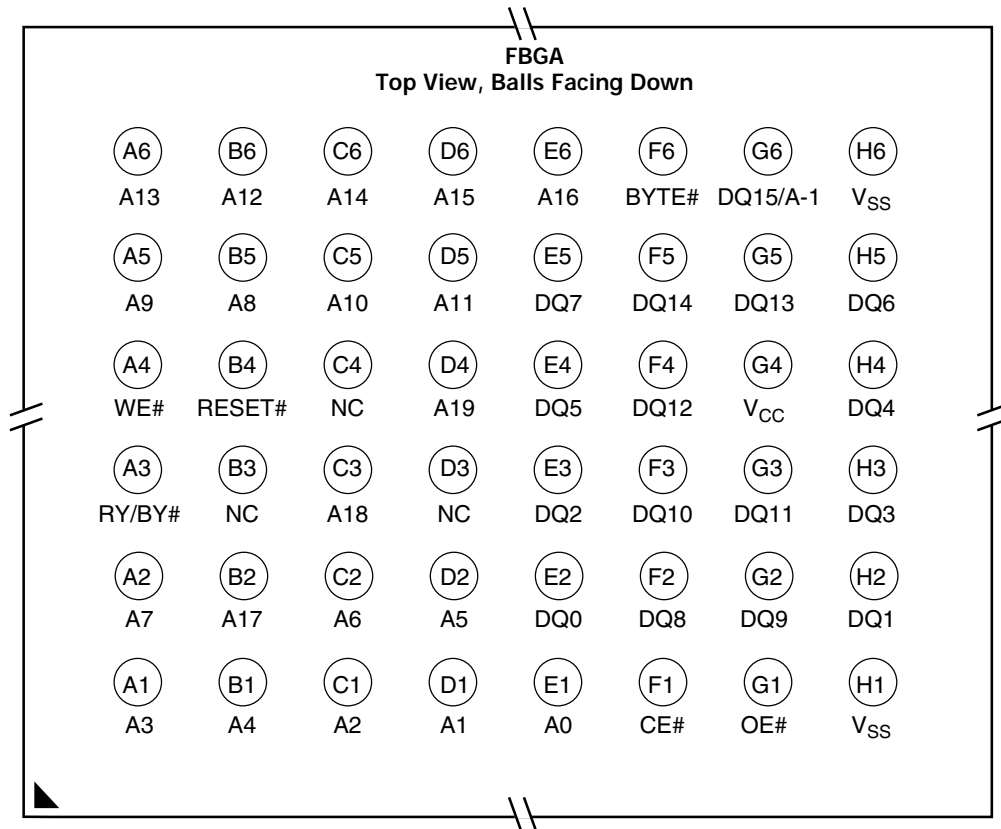 FBGA
Top View, Balls Facing Down
A6 B6 C6 D6 E6 F6 G6 H6
A13 A12 A14 A15 A16 BYTE# DQ15/A-1 VSS
A5 B5 C5 D5 E5 F5 G5 H5
A9 A8 A10 A11 DQ7 DQ14 DQ13 DQ6
A4 B4 C4 D4 E4 F4 G4 H4
WE# RESET# NC A19 DQ5 DQ12 VCC DQ4
A3 B3 C3 D3 E3 F3 G3 H3
RY/BY# NC A18 NC DQ2 DQ10 DQ11 DQ3
A2 B2 C2 D2 E2 F2 G2 H2
A7 A17 A6 A5 DQ0 DQ8 DQ9 DQ1
A1 B1 C1 D1 E1 F1 G1 H1
A3 A4 A2 A1 A0 CE# OE# VSS